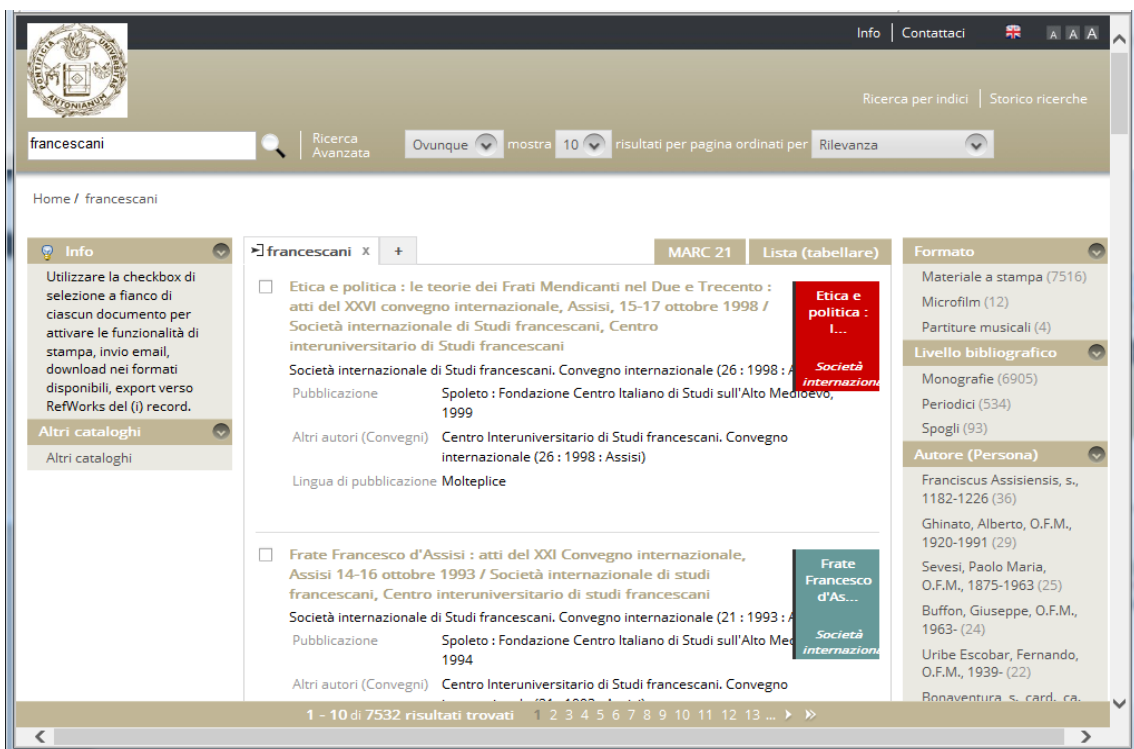 PONTIFICIA UNIVERSITAS
ANTONIANUM
Info | Contattaci A A A
Ricerca per indici | Storico ricerche
francescani
Ricerca
Avanzata
Ovunque mostra 10 risultati per pagina ordinati per Rilevanza
Home / francescani
Info
Utilizzare la checkbox di
selezione a fianco di
ciascun documento per
attivare le funzionalità di
stampa, invio email,
download nei formati
disponibili, export verso
RefWorks del (i) record.
Altri cataloghi
Altri cataloghi
francescani x +
MARC 21 Lista (tabellare)
Etica e politica : le teorie dei Frati Mendicanti nel Due e Trecento :
atti del XXVI convegno internazionale, Assisi, 15-17 ottobre 1998 /
Società internazionale di Studi francescani, Centro
interuniversitario di Studi francescani
Società internazionale di Studi francescani. Convegno internazionale (26 : 1998 : A
Pubblicazione Spoleto : Fondazione Centro Italiano di Studi sull'Alto Medioevo,
1999
Altri autori (Convegni) Centro Interuniversitario di Studi francescani. Convegno
internazionale (26 : 1998 : Assisi)
Lingua di pubblicazione Molteplice
Etica e
politica :
l...
Società
internazion
Frate Francesco d'Assisi : atti del XXI Convegno internazionale,
Assisi 14-16 ottobre 1993 / Società internazionale di studi
francescani, Centro interuniversitario di studi francescani
Società internazionale di Studi francescani. Convegno internazionale (21 : 1993 : A
Pubblicazione Spoleto : Fondazione Centro Italiano di Studi sull'Alto Med
1994
Altri autori (Convegni) Centro Interuniversitario di Studi francescani. Convegno
Frate
Francesco
d'As...
Società
internazion
Formato
Materiale a stampa (7516)
Microfilm (12)
Partiture musicali (4)
Livello bibliografico
Monografie (6905)
Periodici (534)
Spogli (93)
Autore (Persona)
Franciscus Assisiensis, s.,
1182-1226 (36)
Ghinato, Alberto, O.F.M.,
1920-1991 (29)
Sevesi, Paolo Maria,
O.F.M., 1875-1963 (25)
Buffon, Giuseppe, O.F.M.,
1963- (24)
Uribe Escobar, Fernando,
O.F.M., 1939- (22)
Bonaventura, s., card., ca.
1 - 10 di 7532 risultati trovati 1 2 3 4 5 6 7 8 9 10 11 12 13 ...